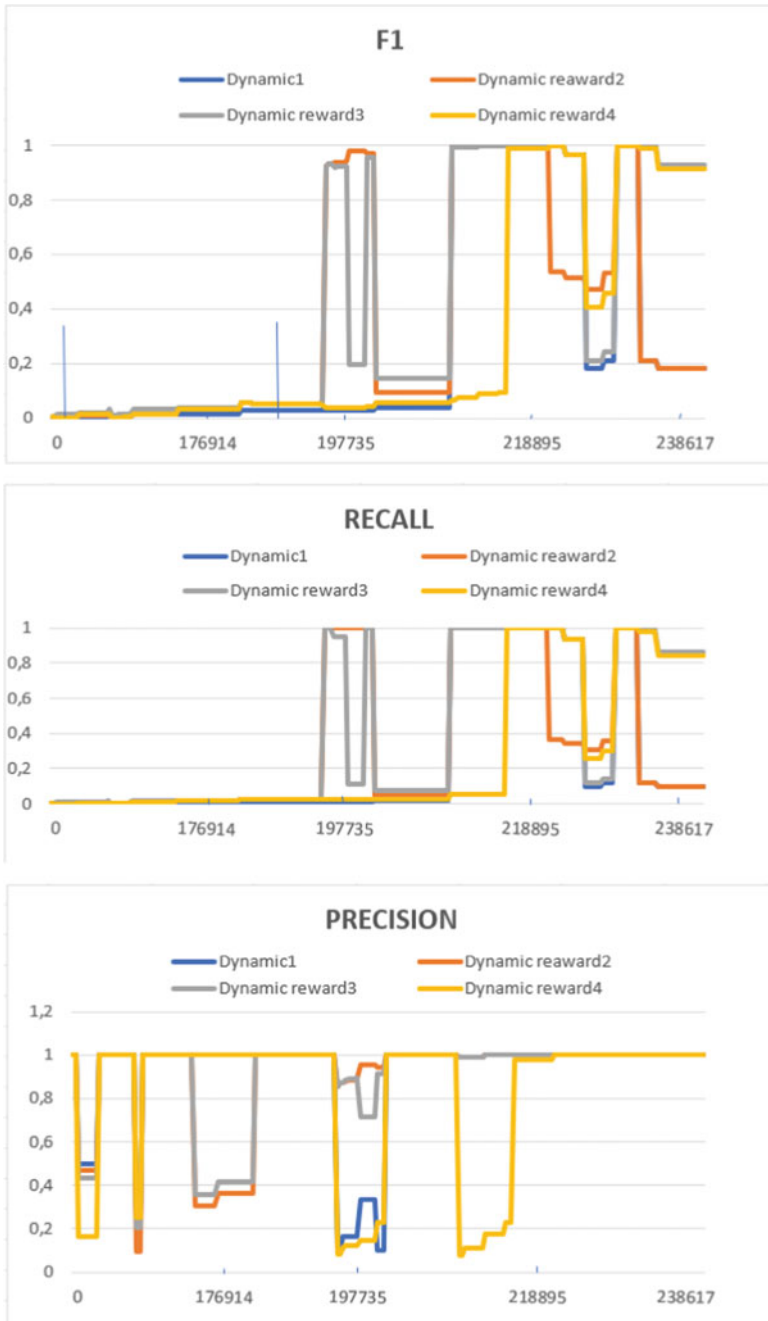 F1
Dynamic1 Dynamic reaward2
Dynamic reward3 Dynamic reward4
1
0,8
0,6
0,4
0,2
0
0 176914 197735 218895 238617
RECALL
Dynamic1 Dynamic reaward2
Dynamic reward3 Dynamic reward4
1
0,8
0,6
0,4
0,2
0
0 176914 197735 218895 238617
PRECISION
Dynamic1 Dynamic reaward2
Dynamic reward3 Dynamic reward4
1,2
1
0,8
0,6
0,4
0,2
0
0 176914 197735 218895 238617